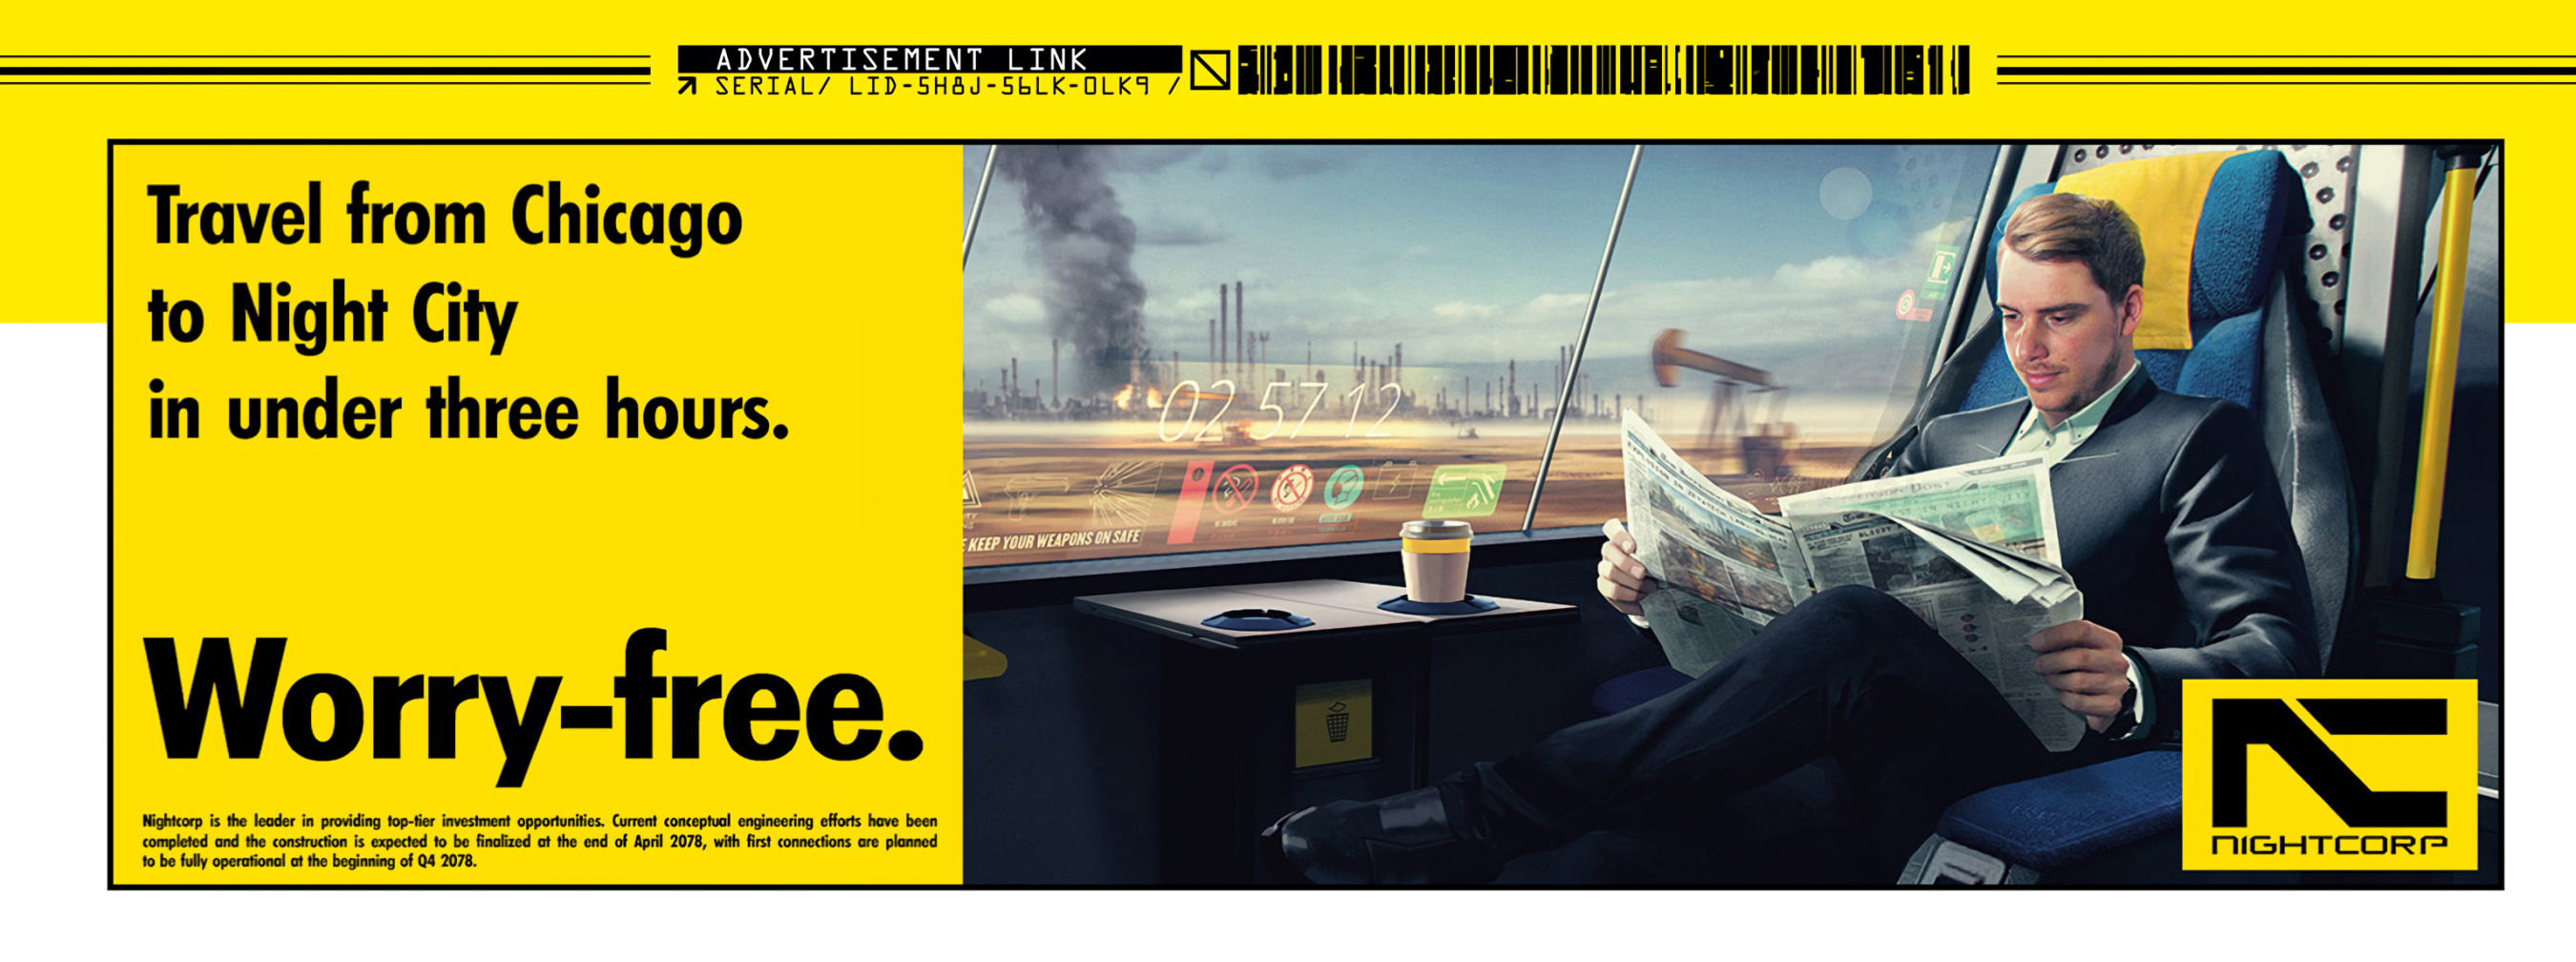 ADVERTISEMENT LINK
SERIAL/ LID-5H8J-56LK-0LK9 /
Travel from Chicago
to Night City
in under three hours.
Worry-free.
Nightcorp is the leader in providing top-tier investment opportunities. Current conceptual engineering efforts have been
completed and the construction is expected to be finalized at the end of April 2078, with first connections are planned
to be fully operational at the beginning of Q4 2078.
02 57 12
KEEP YOUR WEAPONS ON SAFE
NIGHTCORP